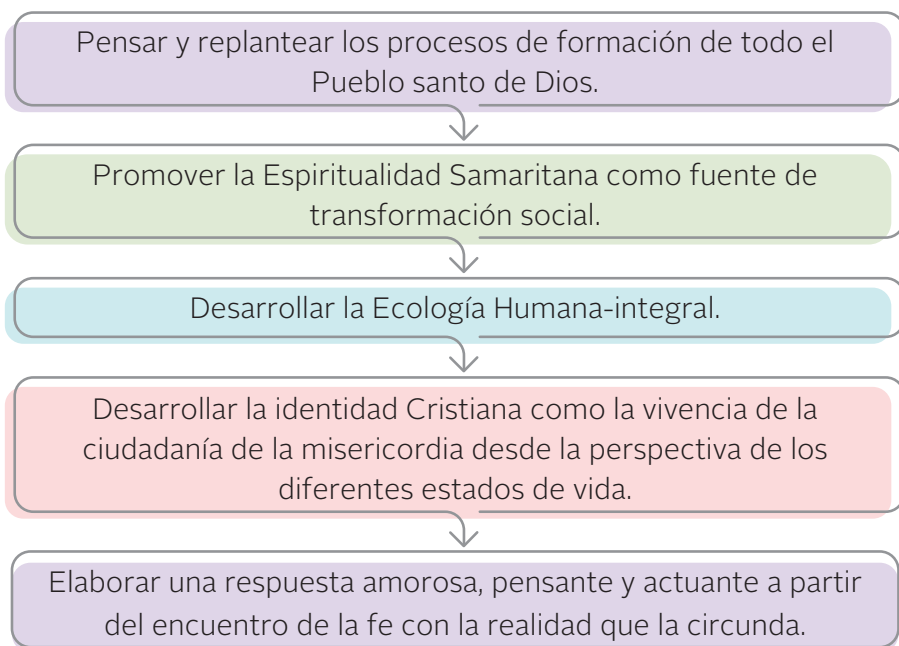 Pensar y replantear los procesos de formación de todo el
Pueblo santo de Dios.
Promover la Espiritualidad Samaritana como fuente de
transformación social.
Desarrollar la Ecología Humana-integral.
Desarrollar la identidad Cristiana como la vivencia de la
ciudadanía de la misericordia desde la perspectiva de los
diferentes estados de vida.
Elaborar una respuesta amorosa, pensante y actuante a partir
del encuentro de la fe con la realidad que la circunda.